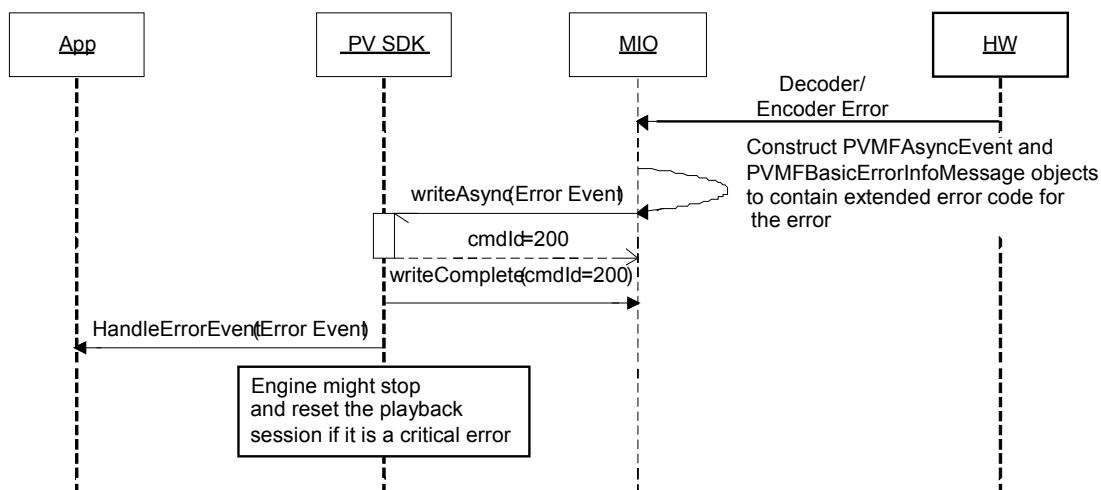 App
PV SDK
MIO
HW
Decoder/
Encoder Error
Construct PVMFAsyncEvent and
PVMFBasicErrorInfoMessage objects
to contain extended error code for
the error
writeAsync(Error Event)
cmdId=200
writeComplete(cmdId=200)
HandleErrorEvent(Error Event)
Engine might stop
and reset the playback
session if it is a critical error